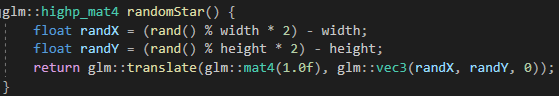 glm::highp_mat4 randomStar() {
    float randX = (rand() % width * 2) - width;
    float randY = (rand() % height * 2) - height;
    return glm::translate(glm::mat4(1.0f), glm::vec3(randX, randY, 0));
}